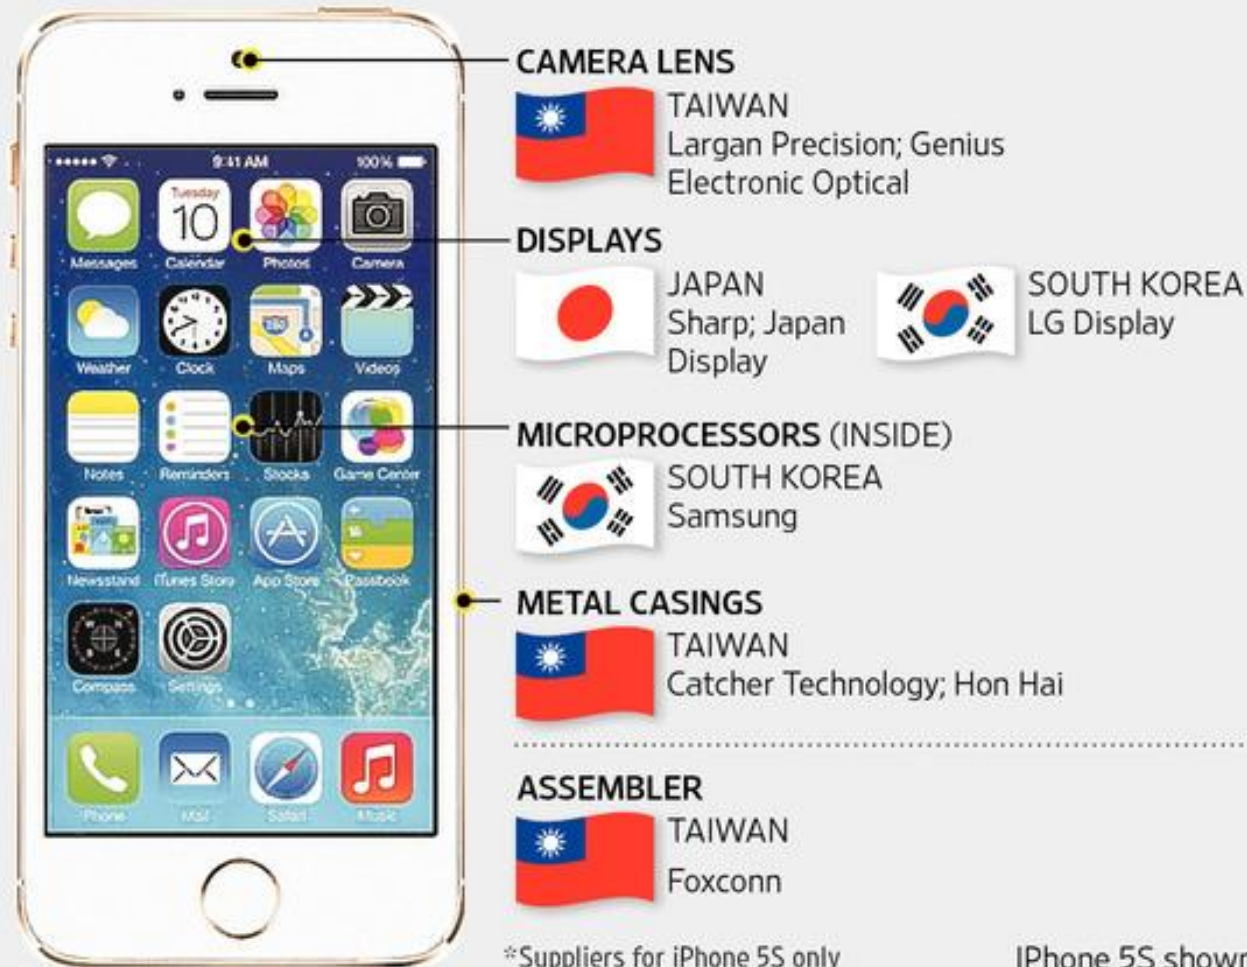 9:41 AM
100%
Tuesday
10
Messages
Calendar
Photos
Camera
Weather
Clock
Maps
Videos
Notes
Reminders
Stocks
Game Center
Newsstand
iTunes Store
App Store
Passbook
Compass
Settings
Phone
Mail
Safari
Music
CAMERA LENS
TAIWAN
Largan Precision; Genius
Electronic Optical
DISPLAYS
JAPAN
Sharp; Japan
Display
SOUTH KOREA
LG Display
MICROPROCESSORS (INSIDE)
SOUTH KOREA
Samsung
METAL CASINGS
TAIWAN
Catcher Technology; Hon Hai
ASSEMBLER
TAIWAN
Foxconn
*Suppliers for iPhone 5S only
IPhone 5S shown